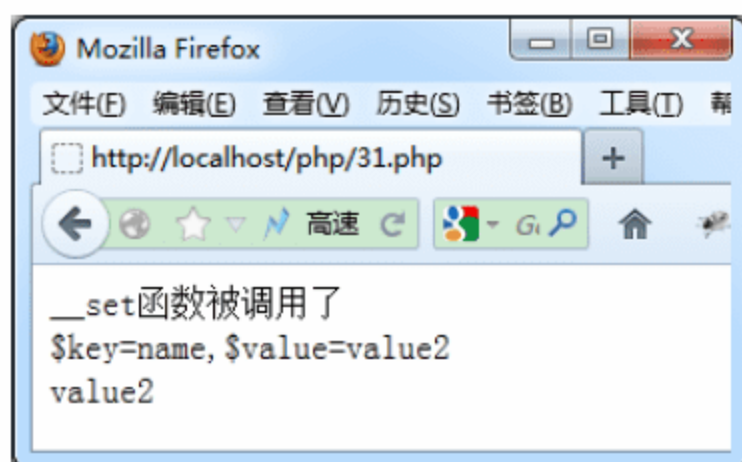 Mozilla Firefox
文件(F) 编辑(E) 查看(V) 历史(S) 书签(B) 工具(T)
http://localhost/php/31.php
高速
__set函数被调用了
$key=name,$value=value2
value2